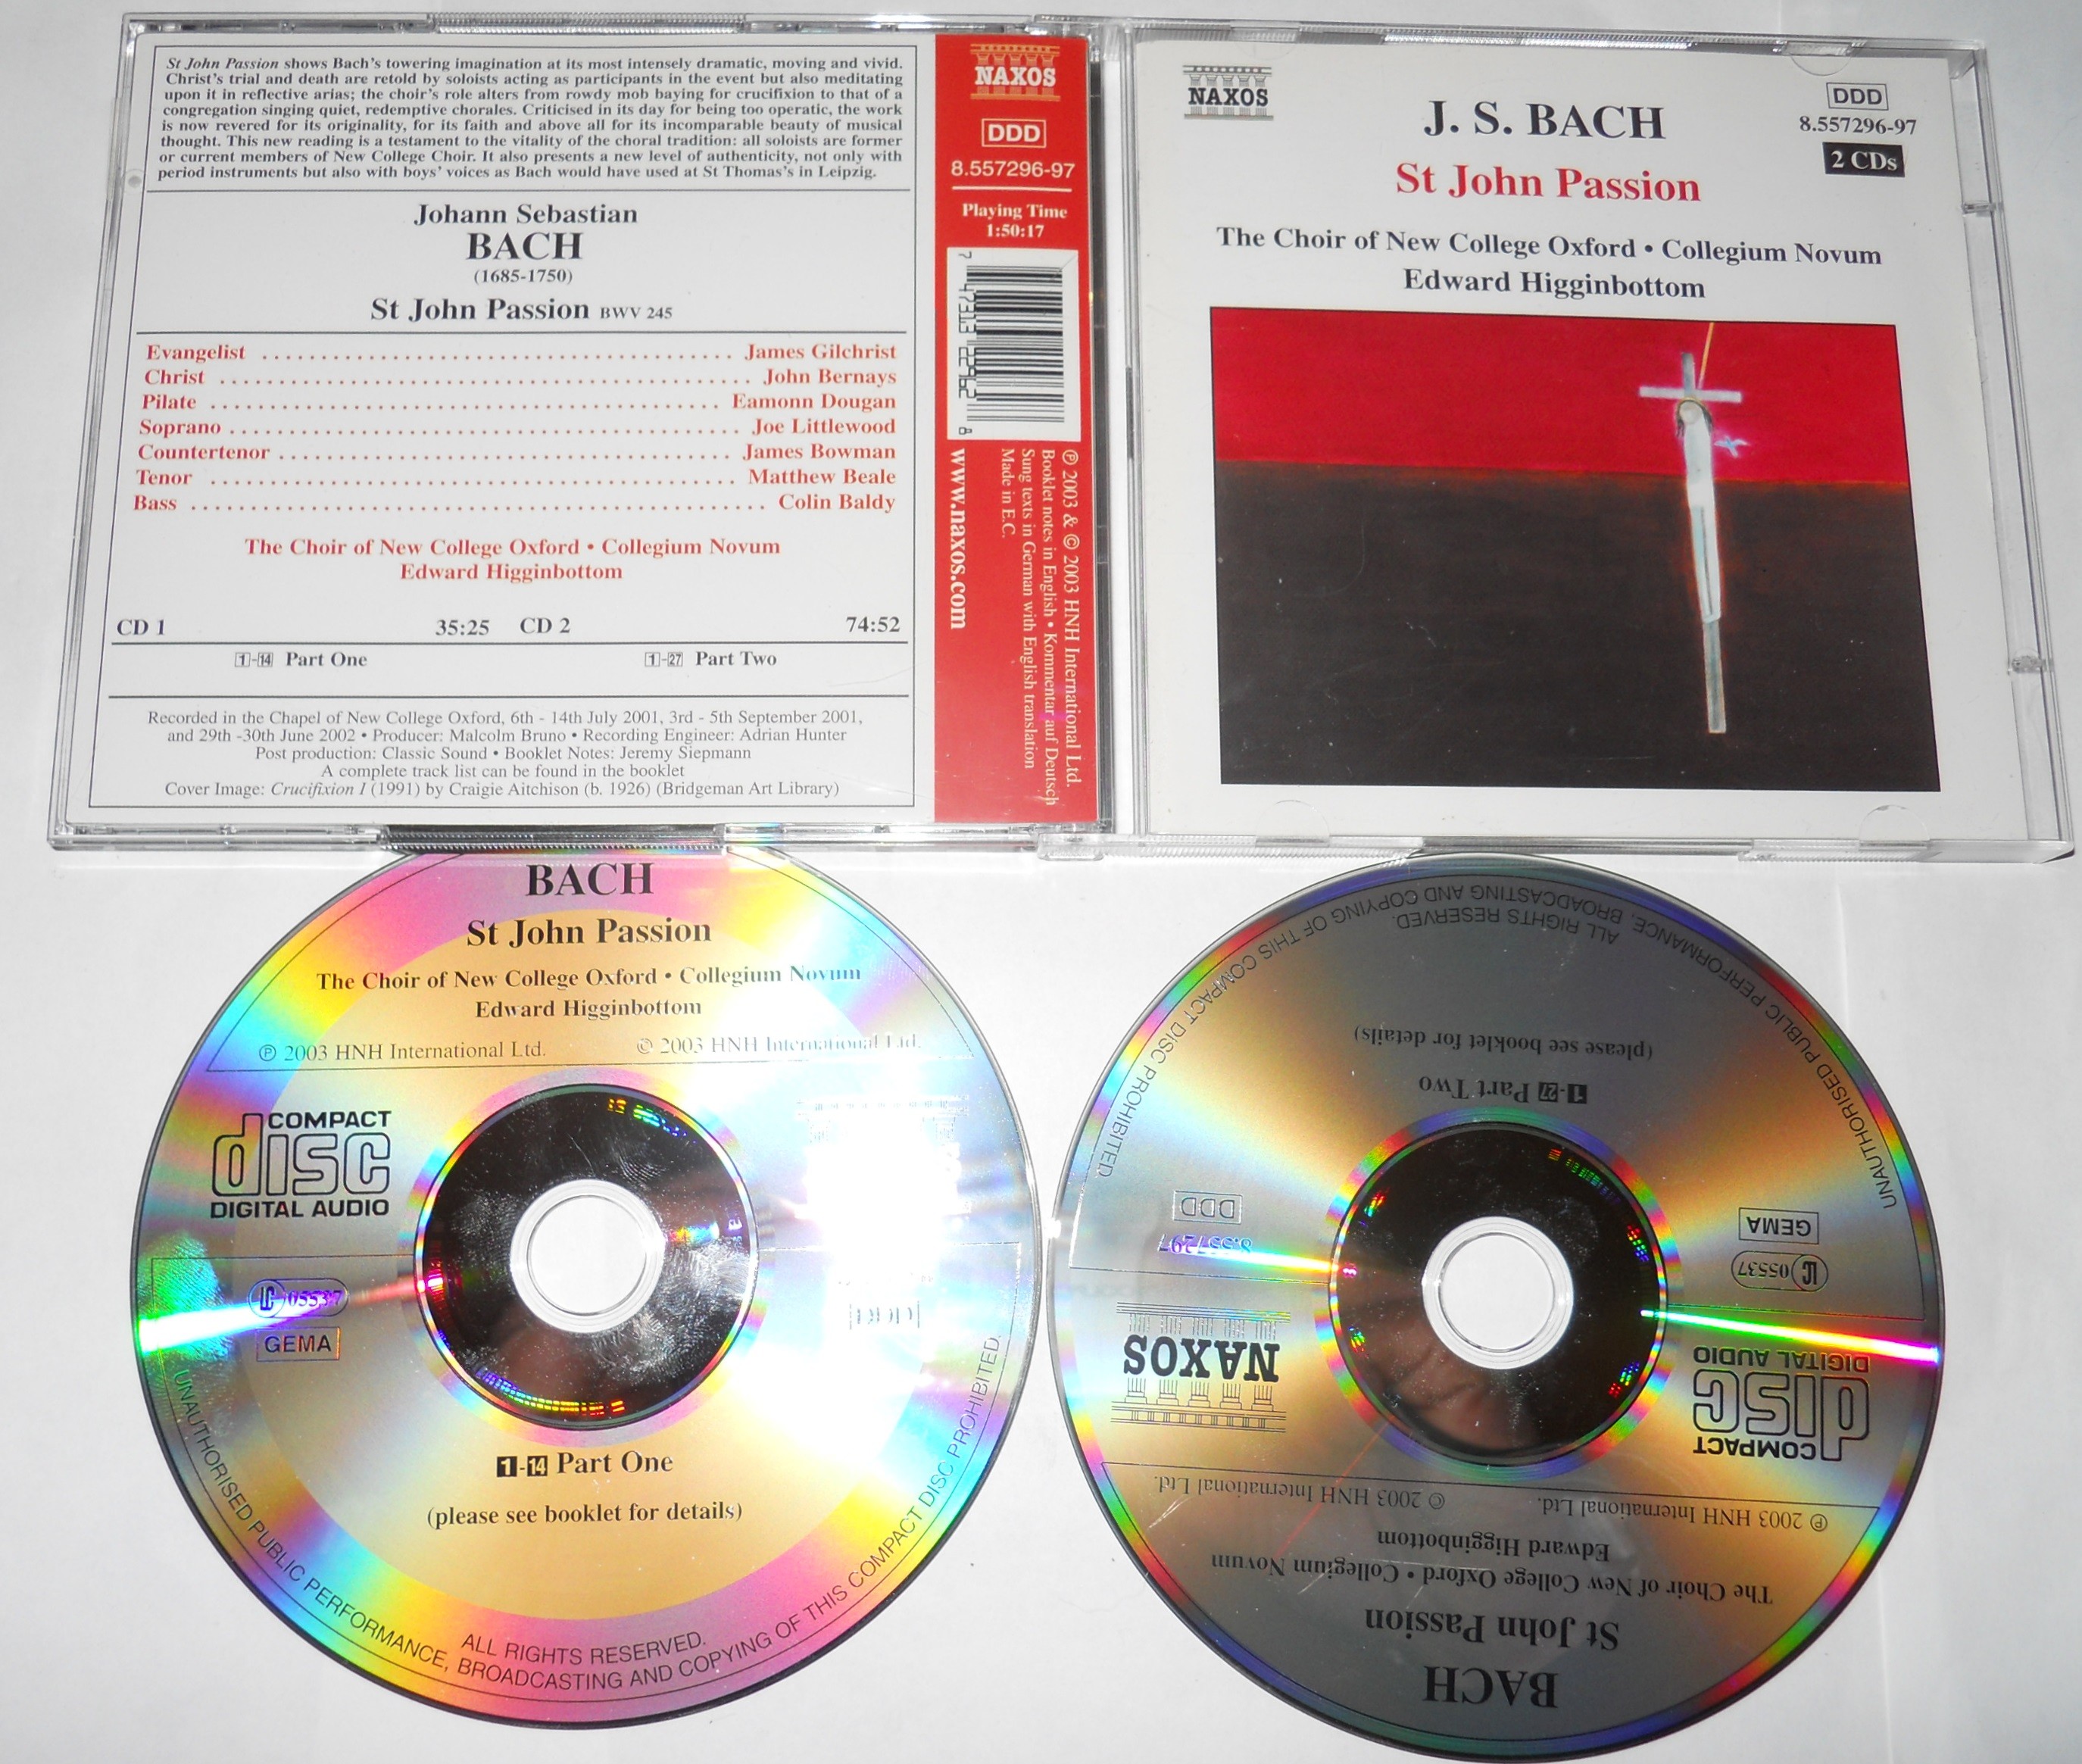 St John Passion shows Bach's towering imagination at its most intensely dramatic, moving and vivid.
Christ's trial and death are retold by soloists acting as participants in the event but also meditating
upon it in reflective arias; the choir's role alters from rowdy mob baying for crucifixion to that of a
congregation singing quiet, redemptive chorales. Criticised in its day for being too operatic, the work
is now revered for its originality, for its faith and above all for its incomparable beauty of musical
thought. This new reading is a testament to the vitality of the choral tradition: all soloists are former
or current members of New College Choir. It also presents a new level of authenticity, not only with
period instruments but also with boys' voices as Bach would have used at St Thomas's in Leipzig.
Johann Sebastian
BACH
(1685-1750)
St John Passion BWV 245
Evangelist ........................................ James Gilchrist
Christ ............................................. John Bernays
Pilate ........................................... Eamonn Dougan
Soprano ........................................... Joe Littlewood
Countertenor ...................................... James Bowman
Tenor ............................................ Matthew Beale
Bass ................................................ Colin Baldy
The Choir of New College Oxford • Collegium Novum
Edward Higginbottom
CD 1 35:25 CD 2 74:52
1-14 Part One 1-27 Part Two
Recorded in the Chapel of New College Oxford, 6th - 14th July 2001, 3rd - 5th September 2001,
and 29th -30th June 2002 • Producer: Malcolm Bruno • Recording Engineer: Adrian Hunter
Post production: Classic Sound • Booklet Notes: Jeremy Siepmann
A complete track list can be found in the booklet
Cover Image: Crucifixion I (1991) by Craigie Aitchison (b. 1926) (Bridgeman Art Library)
NAXOS
DDD
8.557296-97
Playing Time
1:50:17
7 47313 22962 8
℗ 2003 & © 2003 HNH International Ltd.
Booklet notes in English • Kommentar auf Deutsch
Sung texts in German with English translation
Made in E.C.
www.naxos.com
NAXOS
DDD
8.557296-97
2 CDs
J. S. BACH
St John Passion
The Choir of New College Oxford • Collegium Novum
Edward Higginbottom
BACH
St John Passion
The Choir of New College Oxford • Collegium Novum
Edward Higginbottom
℗ 2003 HNH International Ltd. © 2003 HNH International Ltd.
COMPACT
disc
DIGITAL AUDIO
LC 05537
GEMA
1-14 Part One
(please see booklet for details)
ALL RIGHTS RESERVED.
UNAUTHORISED PUBLIC PERFORMANCE, BROADCASTING AND COPYING OF THIS COMPACT DISC PROHIBITED.
BACH
St John Passion
The Choir of New College Oxford • Collegium Novum
Edward Higginbottom
℗ 2003 HNH International Ltd. © 2003 HNH International Ltd.
COMPACT
disc
DIGITAL AUDIO
NAXOS
LC 05537
GEMA
8.557297
DDD
1-27 Part Two
(please see booklet for details)
ALL RIGHTS RESERVED.
UNAUTHORISED PUBLIC PERFORMANCE, BROADCASTING AND COPYING OF THIS COMPACT DISC PROHIBITED.